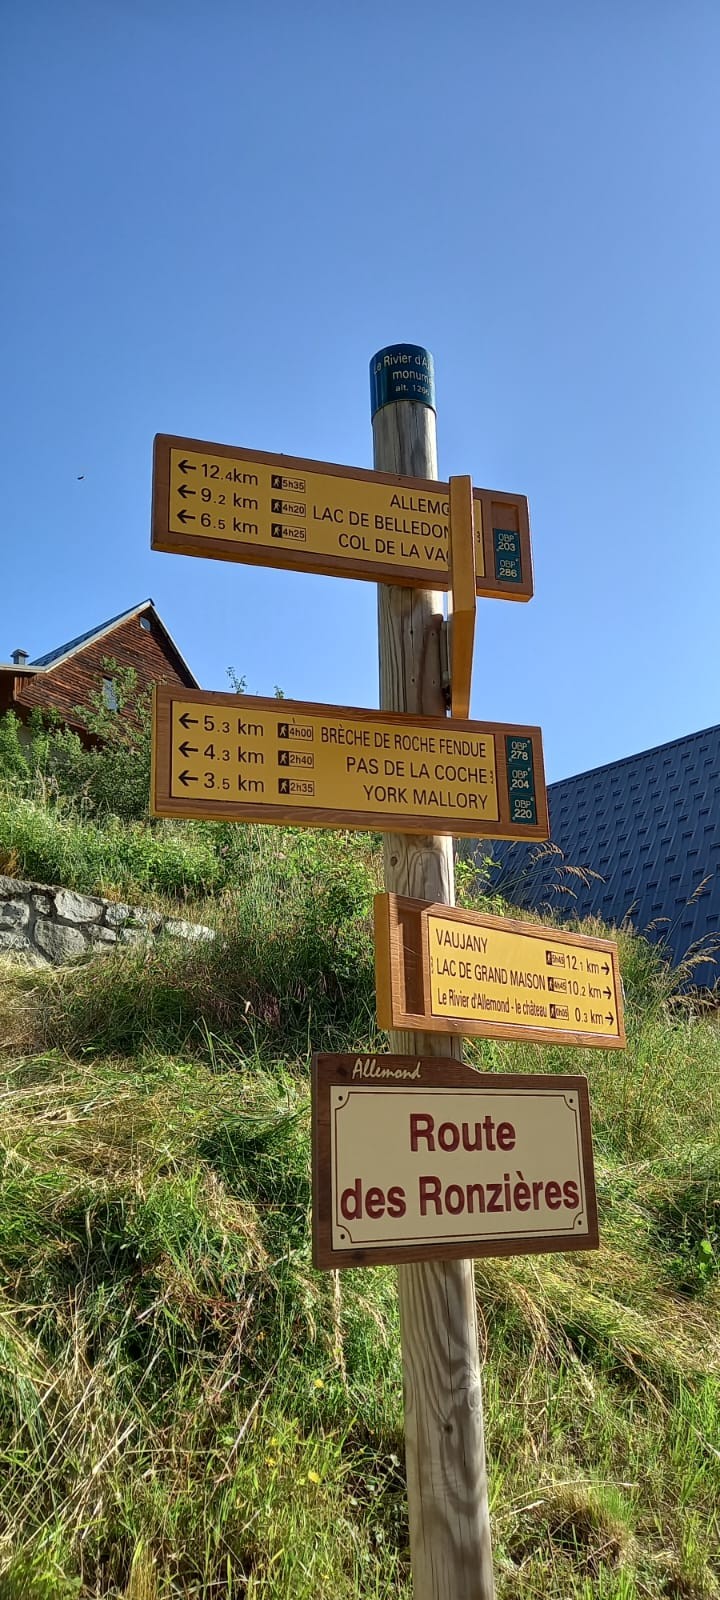 Le Rivier
monum
alt.
← 12.4km 5h35
ALLEMO
← 9.2 km 4h20 LAC DE BELLEDON
← 6.5 km 4h25 COL DE LA VA
OBP
203
OBP
286
← 5.3 km 4h00 BRÈCHE DE ROCHE FENDUE
← 4.3 km 2h40 PAS DE LA COCHE
← 3.5 km 2h35 YORK MALLORY
OBP
278
OBP
204
OBP
220
VAUJANY 12.1 km →
LAC DE GRAND MAISON 4h45 10.2 km →
Le Rivier d'Allemond - le château 0h05 0.3 km →
Allemond
Route
des Ronzières